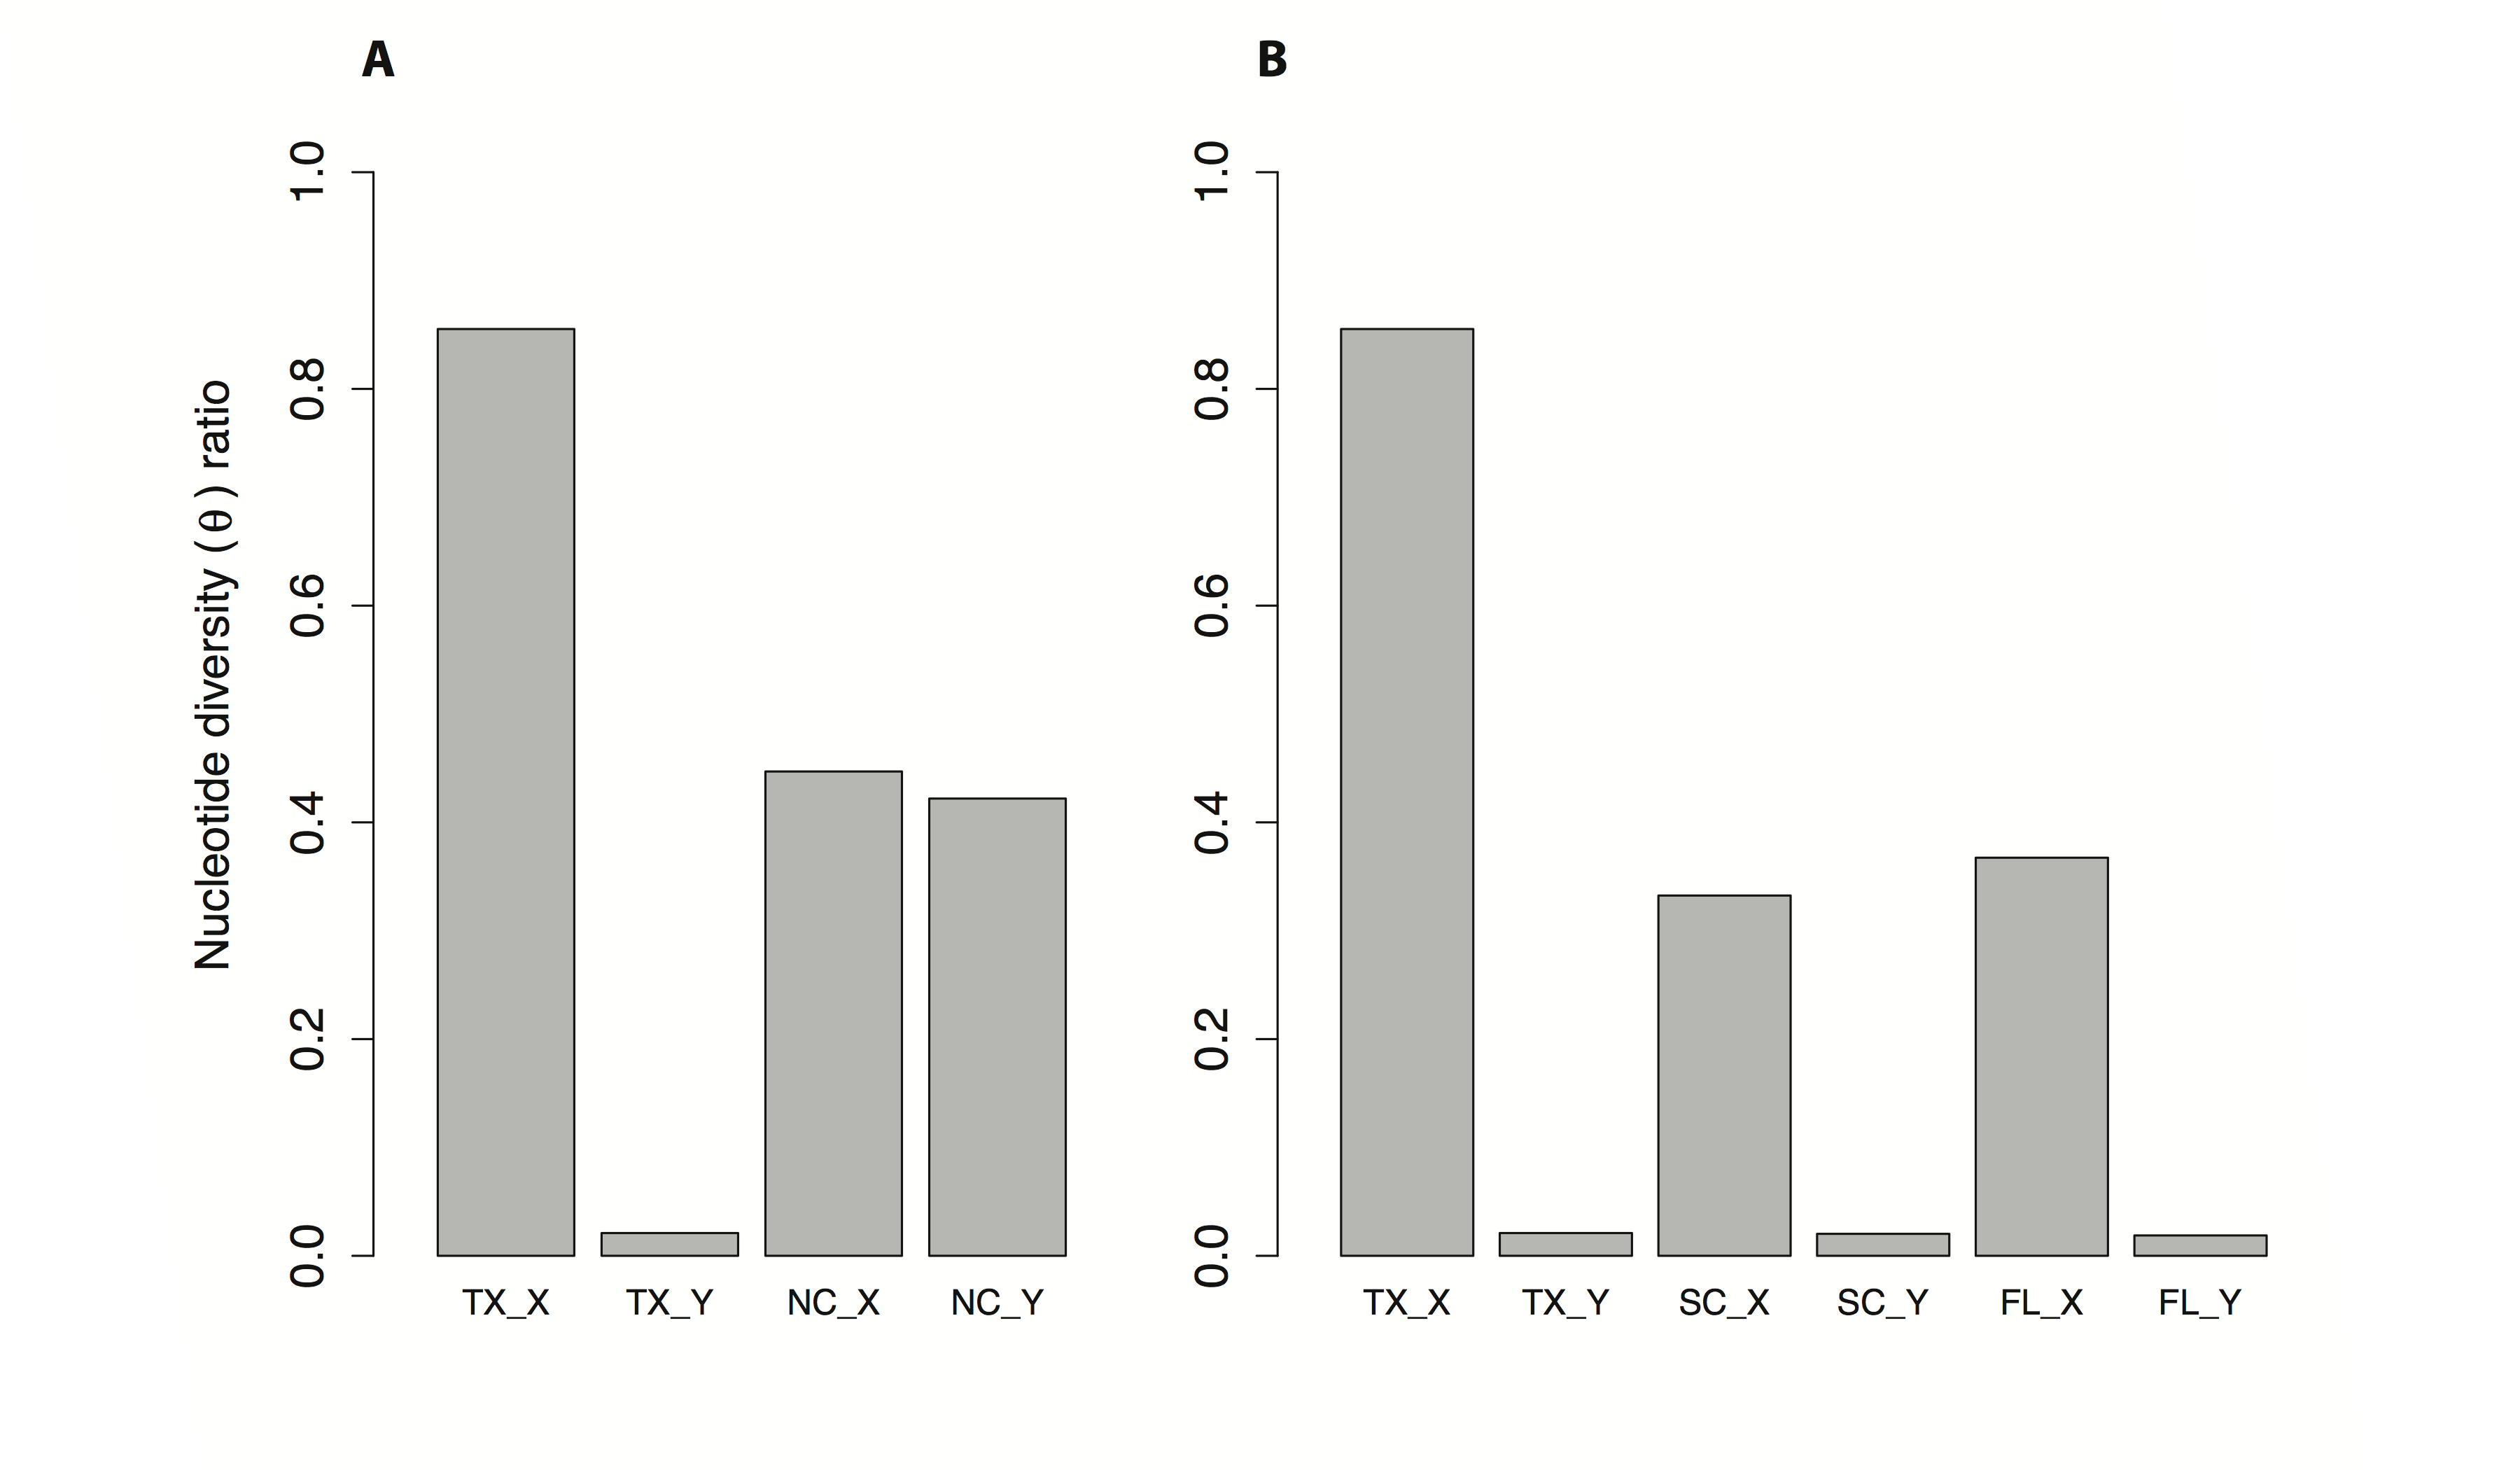 A
B
Nucleotide diversity (θ) ratio
1.0
0.8
0.6
0.4
0.2
0.0
TX_X TX_Y NC_X NC_Y
1.0
0.8
0.6
0.4
0.2
0.0
TX_X TX_Y SC_X SC_Y FL_X FL_Y